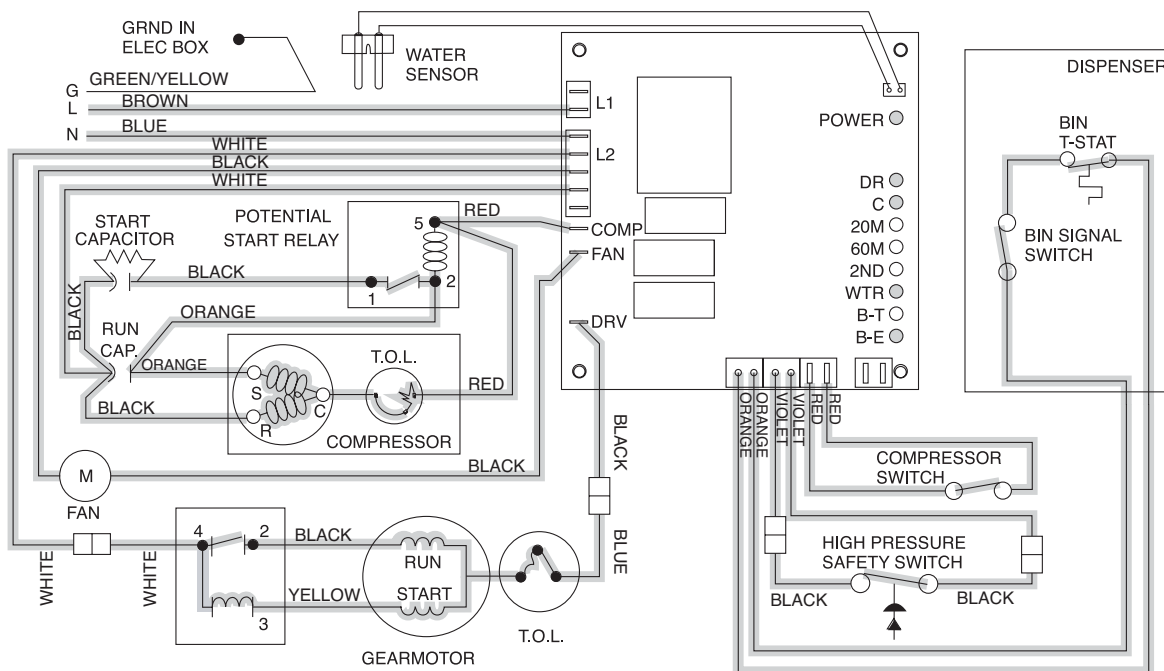 GRND IN
ELEC BOX
WATER
SENSOR
DISPENSER
G GREEN/YELLOW
L BROWN
L1
N BLUE
POWER
WHITE
L2
BLACK
WHITE
BIN
T-STAT
DR
C
20M
60M
2ND
WTR
B-T
B-E
BIN SIGNAL
SWITCH
POTENTIAL
START RELAY
5
RED
COMP
START
CAPACITOR
FAN
BLACK
1
2
BLACK
ORANGE
RUN
CAP.
ORANGE
T.O.L.
DRV
S
C
RED
BLACK
R
COMPRESSOR
ORANGE
ORANGE
VIOLET
VIOLET
RED
RED
M
FAN
BLACK
BLACK
COMPRESSOR
SWITCH
4
2
BLACK
RUN
BLUE
WHITE
WHITE
YELLOW
START
3
T.O.L.
GEARMOTOR
HIGH PRESSURE
SAFETY SWITCH
BLACK
BLACK